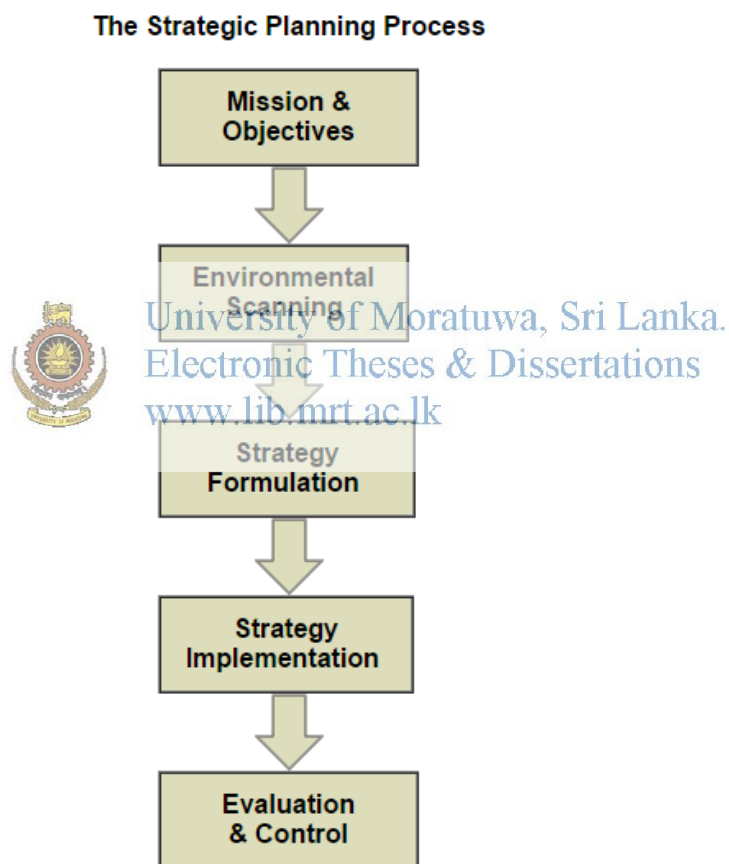 The Strategic Planning Process
Mission &
Objectives
Environmental
Scanning
University of Moratuwa, Sri Lanka.
Electronic Theses & Dissertations
www.lib.mrt.ac.lk
Strategy
Formulation
Strategy
Implementation
Evaluation
& Control